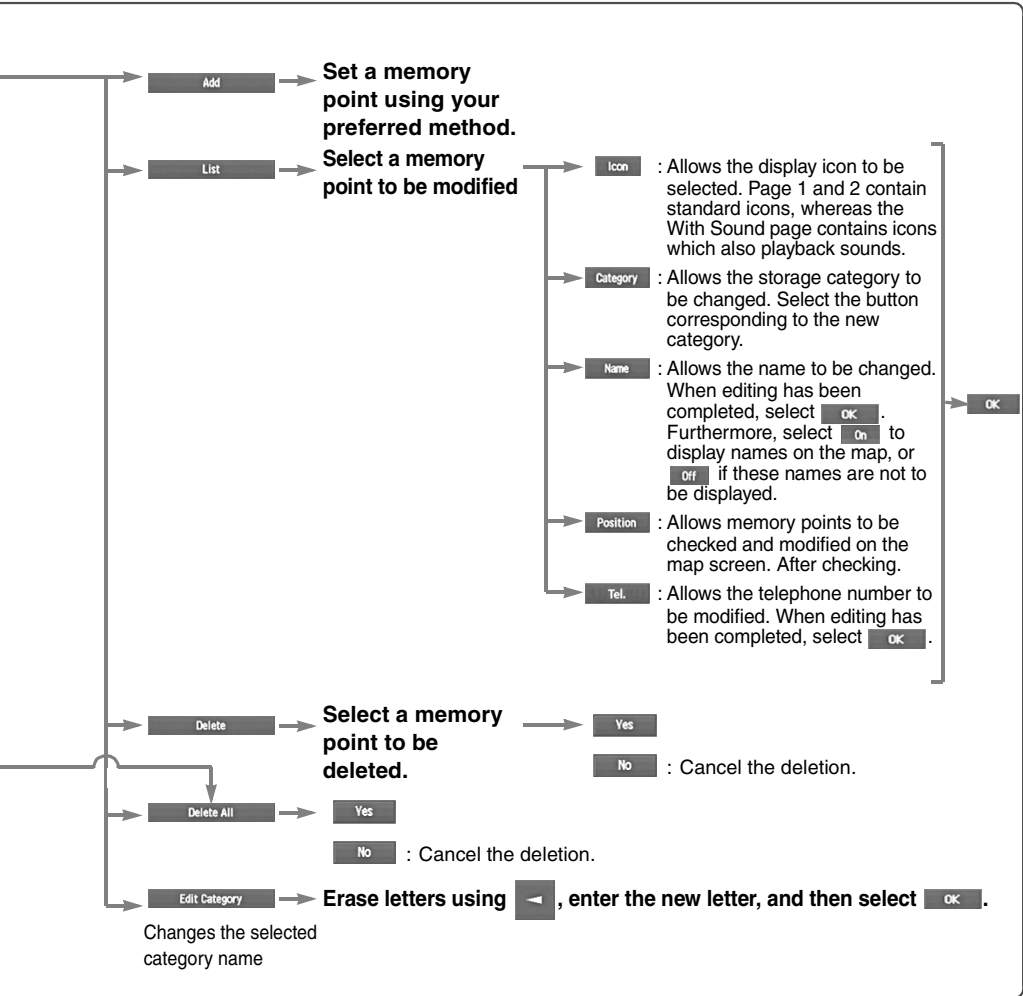 Add
Set a memory
point using your
preferred method.
List
Select a memory
point to be modified
Icon : Allows the display icon to be
selected. Page 1 and 2 contain
standard icons, whereas the
With Sound page contains icons
which also playback sounds.
Category : Allows the storage category to
be changed. Select the button
corresponding to the new
category.
Name : Allows the name to be changed.
When editing has been
completed, select OK .
Furthermore, select On to
display names on the map, or
Off if these names are not to
be displayed.
Position : Allows memory points to be
checked and modified on the
map screen. After checking.
Tel. : Allows the telephone number to
be modified. When editing has
been completed, select OK .
OK
Delete
Select a memory
point to be
deleted.
Yes
No : Cancel the deletion.
Delete All
Yes
No : Cancel the deletion.
Edit Category
Erase letters using ◄ , enter the new letter, and then select OK .
Changes the selected
category name